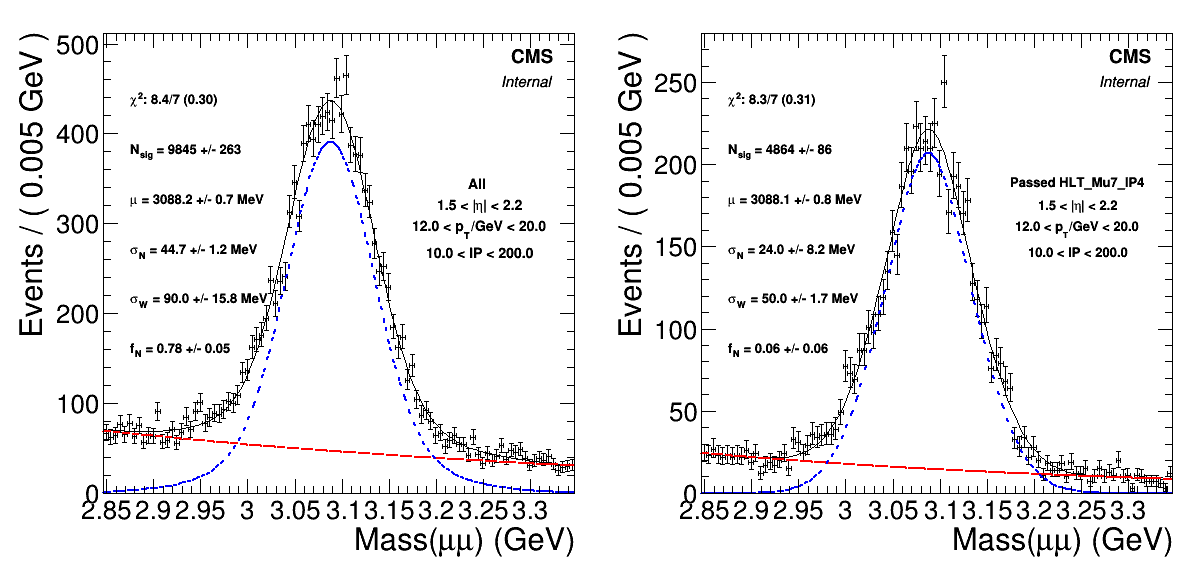 Events / ( 0.005 GeV )
500
400
300
200
100
0
CMS
Internal
χ²: 8.4/7 (0.30)
N_sig = 9845 +/- 263
μ = 3088.2 +/- 0.7 MeV
σ_N = 44.7 +/- 1.2 MeV
σ_W = 90.0 +/- 15.8 MeV
f_N = 0.78 +/- 0.05
All
1.5 < |η| < 2.2
12.0 < p_T/GeV < 20.0
10.0 < IP < 200.0
2.85 2.9 2.95 3 3.05 3.1 3.15 3.2 3.25 3.3
Mass(μμ) (GeV)
Events / ( 0.005 GeV )
250
200
150
100
50
0
CMS
Internal
χ²: 8.3/7 (0.31)
N_sig = 4864 +/- 86
μ = 3088.1 +/- 0.8 MeV
σ_N = 24.0 +/- 8.2 MeV
σ_W = 50.0 +/- 1.7 MeV
f_N = 0.06 +/- 0.06
Passed HLT_Mu7_IP4
1.5 < |η| < 2.2
12.0 < p_T/GeV < 20.0
10.0 < IP < 200.0
2.85 2.9 2.95 3 3.05 3.1 3.15 3.2 3.25 3.3
Mass(μμ) (GeV)